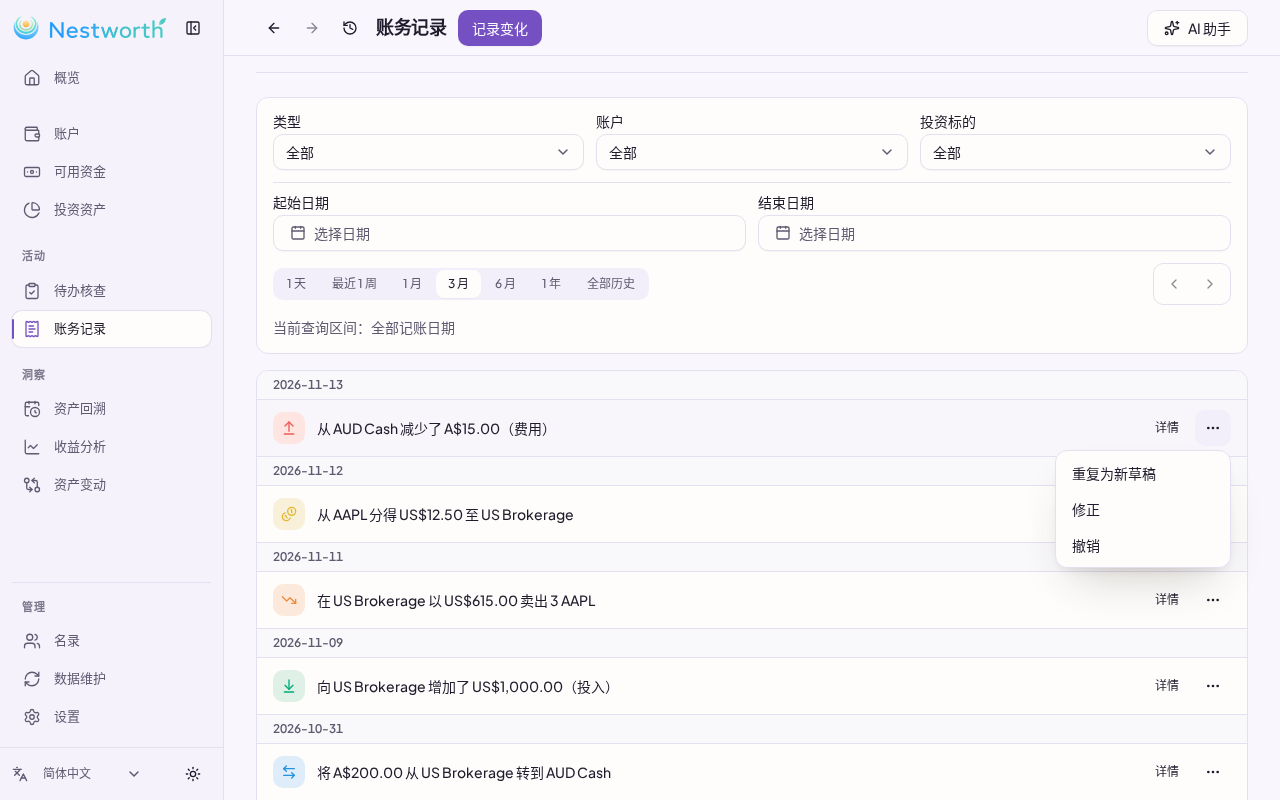 Nestworth
账务记录
记录变化
AI 助手
概览
账户
可用资金
投资资产
活动
待办核查
账务记录
洞察
资产回溯
收益分析
资产变动
管理
名录
数据维护
设置
简体中文
类型
账户
投资标的
全部
全部
全部
起始日期
结束日期
选择日期
选择日期
1 天
最近 1 周
1 月
3 月
6 月
1 年
全部历史
当前查询区间：全部记账日期
2026-11-13
从 AUD Cash 减少了 A$15.00（费用）
详情
重复为新草稿
修正
撤销
2026-11-12
从 AAPL 分得 US$12.50 至 US Brokerage
2026-11-11
在 US Brokerage 以 US$615.00 卖出 3 AAPL
详情
2026-11-09
向 US Brokerage 增加了 US$1,000.00（投入）
详情
2026-10-31
将 A$200.00 从 US Brokerage 转到 AUD Cash
详情